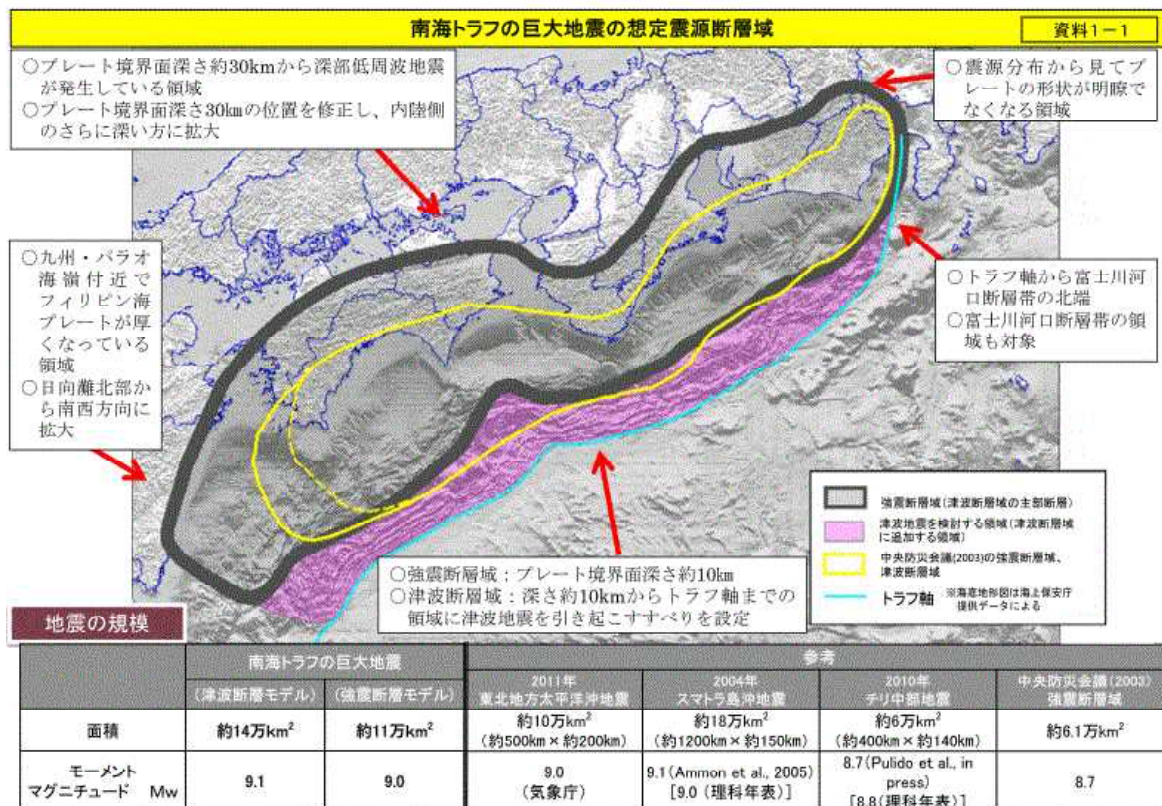 南海トラフの巨大地震の想定震源断層域
資料1－1
○プレート境界面深さ約30kmから深部低周波地震
が発生している領域
○プレート境界面深さ30㎞の位置を修正し、内陸側
のさらに深い方に拡大
○震源分布から見てプ
レートの形状が明瞭で
なくなる領域
○九州・パラオ
海嶺付近で
フィリピン海
プレートが厚
くなっている
領域
○日向灘北部か
ら南西方向に
拡大
○トラフ軸から富士川河
口断層帯の北端
○富士川河口断層帯の領
域も対象
強震断層域(津波断層域の主部断層)
津波地震を検討する領域(津波断層域
に追加する領域)
中央防災会議(2003)の強震断層域、
津波断層域
トラフ軸 ※海底地形図は海上保安庁
提供データによる
○強震断層域：プレート境界面深さ約10㎞
○津波断層域：深さ約10kmからトラフ軸までの
領域に津波地震を引き起こすすべりを設定
地震の規模
南海トラフの巨大地震 参考
(津波断層モデル) (強震断層モデル) 2011年 東北地方太平洋沖地震 2004年 スマトラ島沖地震 2010年 チリ中部地震 中央防災会議(2003) 強震断層域
面積 約14万km² 約11万km² 約10万km² (約500km×約200km) 約18万km² (約1200km×約150km) 約6万km² (約400km×約140km) 約6.1万km²
モーメント マグニチュード Mw 9.1 9.0 9.0 (気象庁) 9.1(Ammon et al., 2005) [9.0 (理科年表)] 8.7(Pulido et al., in press) [8.8(理科年表)] 8.7